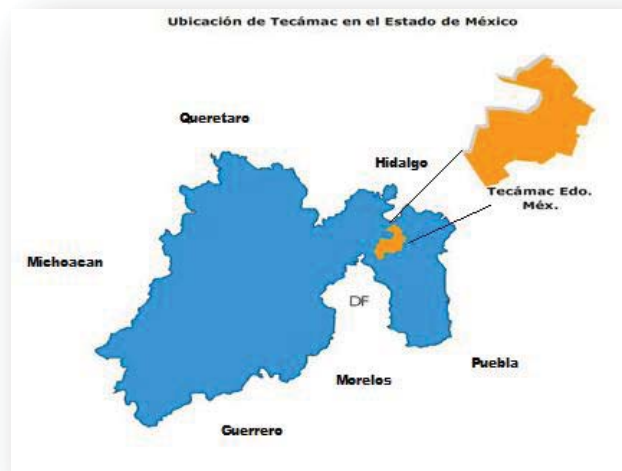 Ubicación de Tecámac en el Estado de México
Queretaro
Hidalgo
Tecámac Edo.
Méx.
Michoacan
DF
Puebla
Morelos
Guerrero